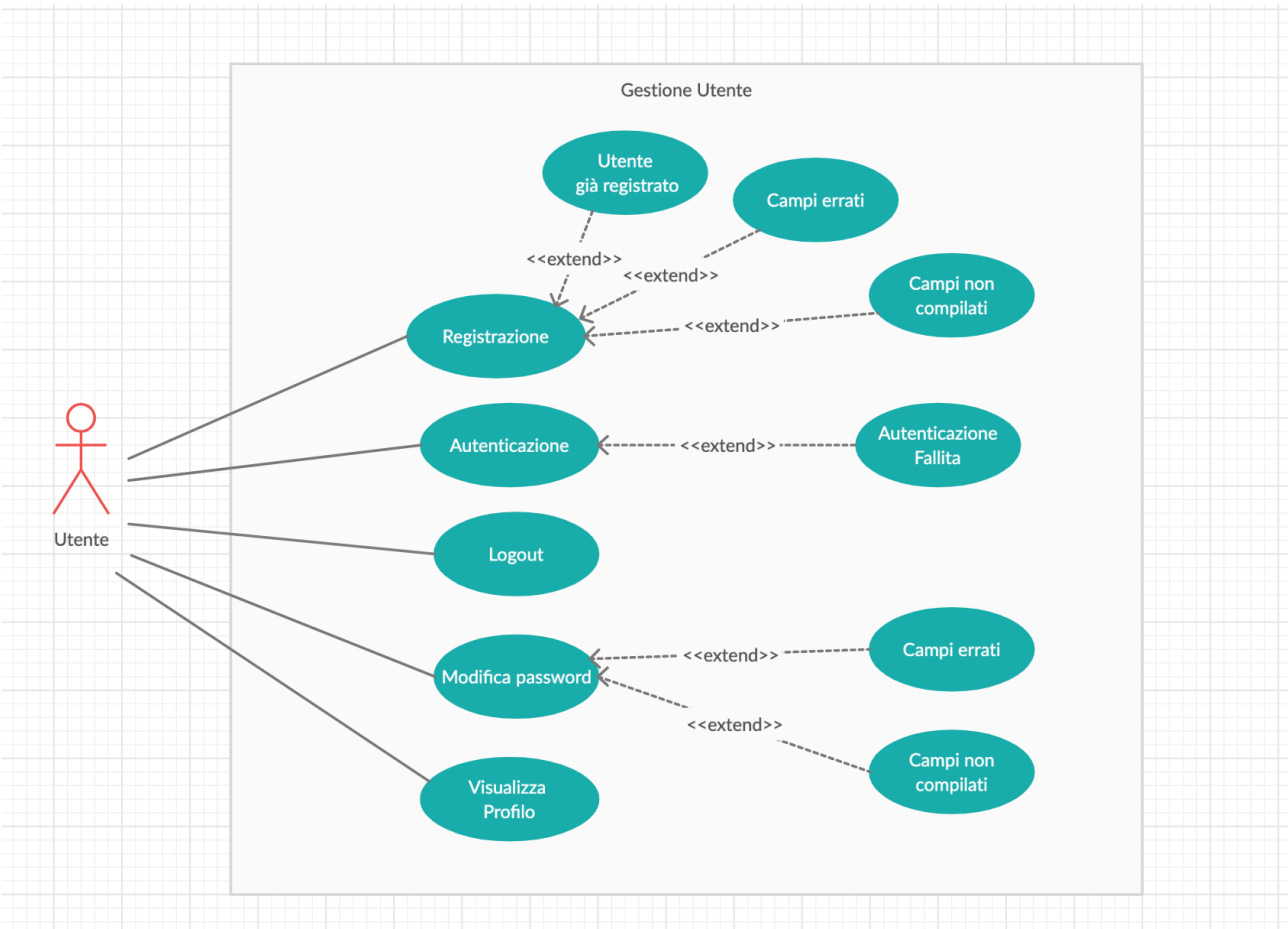 Gestione Utente
Utente
già registrato
Campi errati
<<extend>>
<<extend>>
Campi non
compilati
<<extend>>
Registrazione
Autenticazione
<<extend>>
Autenticazione
Fallita
Utente
Logout
Campi errati
<<extend>>
Modifica password
<<extend>>
Campi non
compilati
Visualizza
Profilo